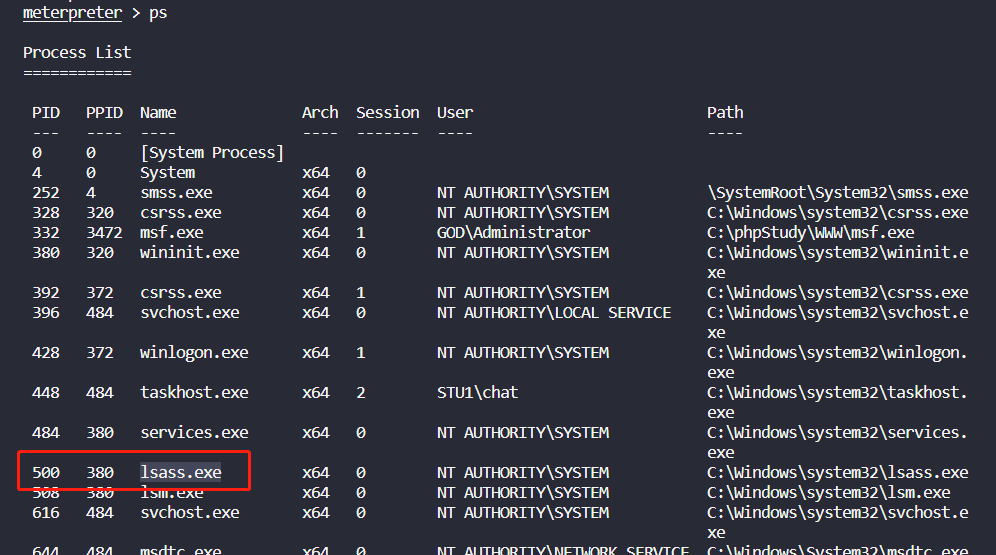 meterpreter > ps
Process List
============
PID PPID Name Arch Session User Path
--- ---- ---- ---- ------- ---- ----
0 0 [System Process]
4 0 System x64 0
252 4 smss.exe x64 0 NT AUTHORITY\SYSTEM \SystemRoot\System32\smss.exe
328 320 csrss.exe x64 0 NT AUTHORITY\SYSTEM C:\Windows\system32\csrss.exe
332 3472 msf.exe x64 1 GOD\Administrator C:\phpStudy\WWW\msf.exe
380 320 wininit.exe x64 0 NT AUTHORITY\SYSTEM C:\Windows\system32\wininit.e
xe
392 372 csrss.exe x64 1 NT AUTHORITY\SYSTEM C:\Windows\system32\csrss.exe
396 484 svchost.exe x64 0 NT AUTHORITY\LOCAL SERVICE C:\Windows\system32\svchost.e
xe
428 372 winlogon.exe x64 1 NT AUTHORITY\SYSTEM C:\Windows\system32\winlogon.
exe
448 484 taskhost.exe x64 2 STU1\chat C:\Windows\system32\taskhost.
exe
484 380 services.exe x64 0 NT AUTHORITY\SYSTEM C:\Windows\system32\services.
exe
500 380 lsass.exe x64 0 NT AUTHORITY\SYSTEM C:\Windows\system32\lsass.exe
508 380 lsm.exe x64 0 NT AUTHORITY\SYSTEM C:\Windows\system32\lsm.exe
616 484 svchost.exe x64 0 NT AUTHORITY\SYSTEM C:\Windows\system32\svchost.e
xe
644 484 msdtc.exe x64 0 NT AUTHORITY\NETWORK SERVICE C:\Windows\system32\msdtc.exe